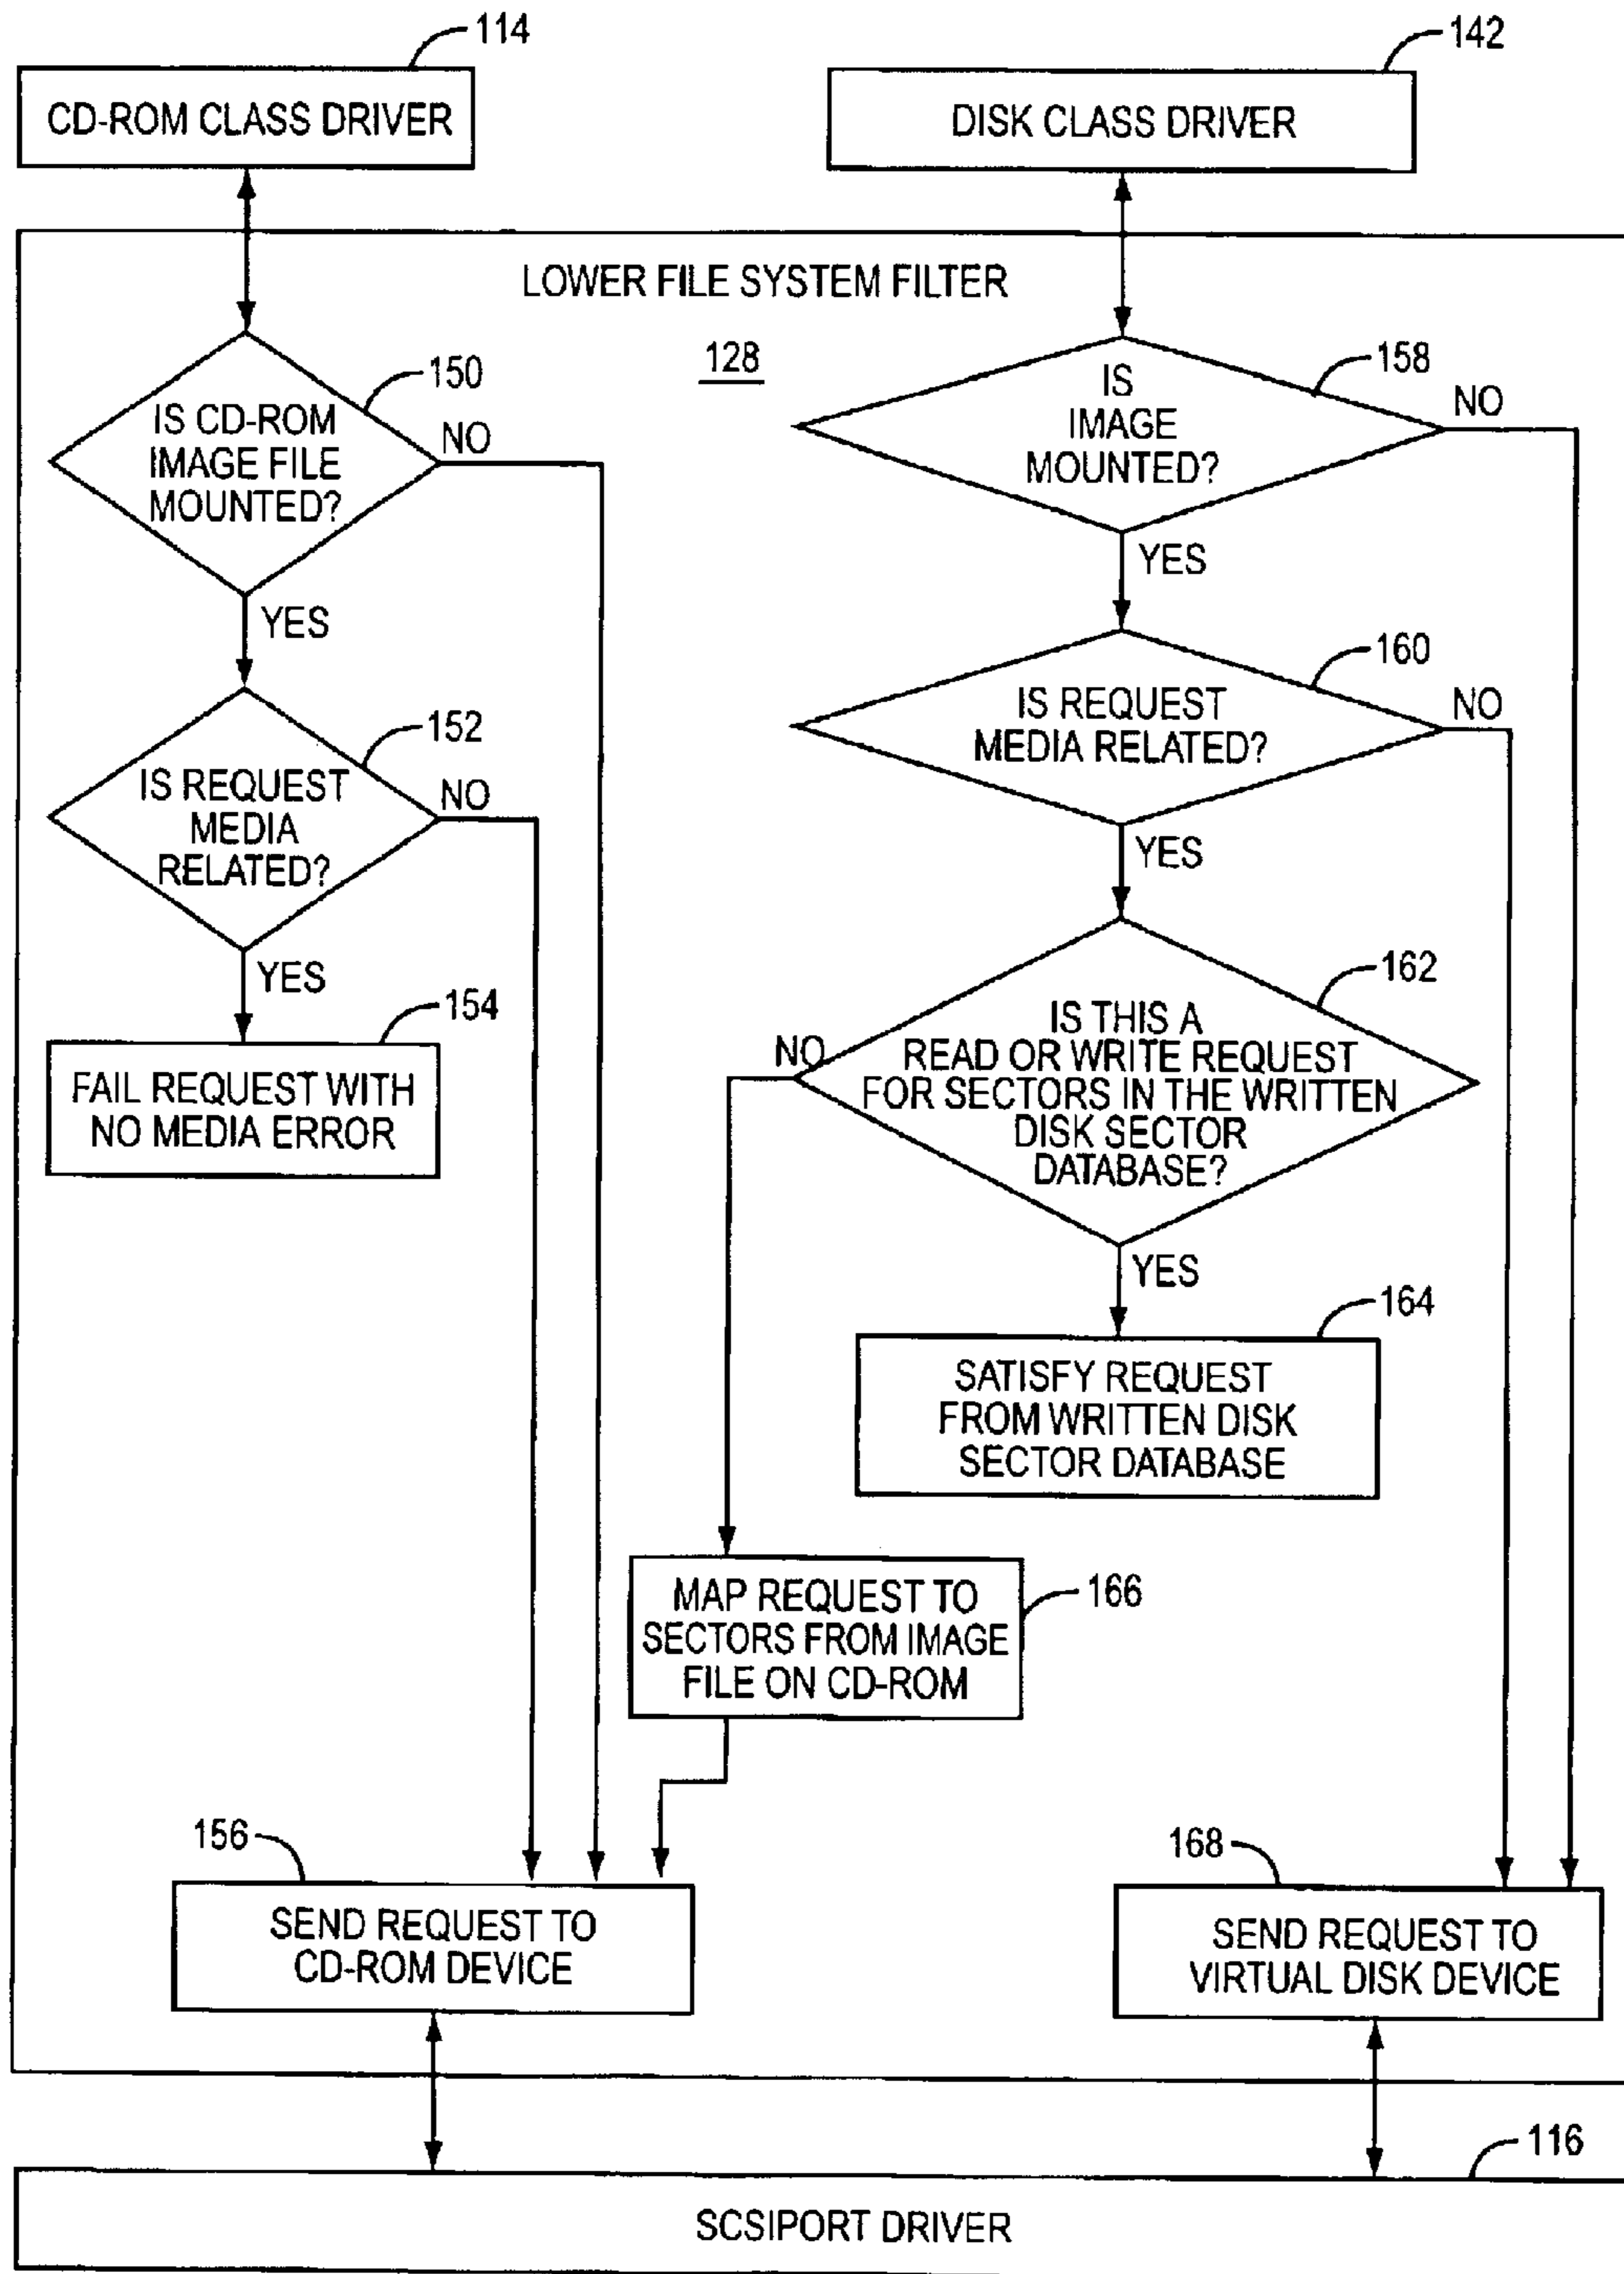 114
CD-ROM CLASS DRIVER
142
DISK CLASS DRIVER
LOWER FILE SYSTEM FILTER
128
150
IS CD-ROM
IMAGE FILE
MOUNTED?
NO
YES
152
IS REQUEST
MEDIA
RELATED?
NO
YES
154
FAIL REQUEST WITH
NO MEDIA ERROR
158
IS
IMAGE
MOUNTED?
NO
YES
160
IS REQUEST
MEDIA RELATED?
NO
YES
162
IS THIS A
READ OR WRITE REQUEST
FOR SECTORS IN THE WRITTEN
DISK SECTOR
DATABASE?
NO
YES
164
SATISFY REQUEST
FROM WRITTEN DISK
SECTOR DATABASE
166
MAP REQUEST TO
SECTORS FROM IMAGE
FILE ON CD-ROM
156
SEND REQUEST TO
CD-ROM DEVICE
168
SEND REQUEST TO
VIRTUAL DISK DEVICE
116
SCSIPORT DRIVER